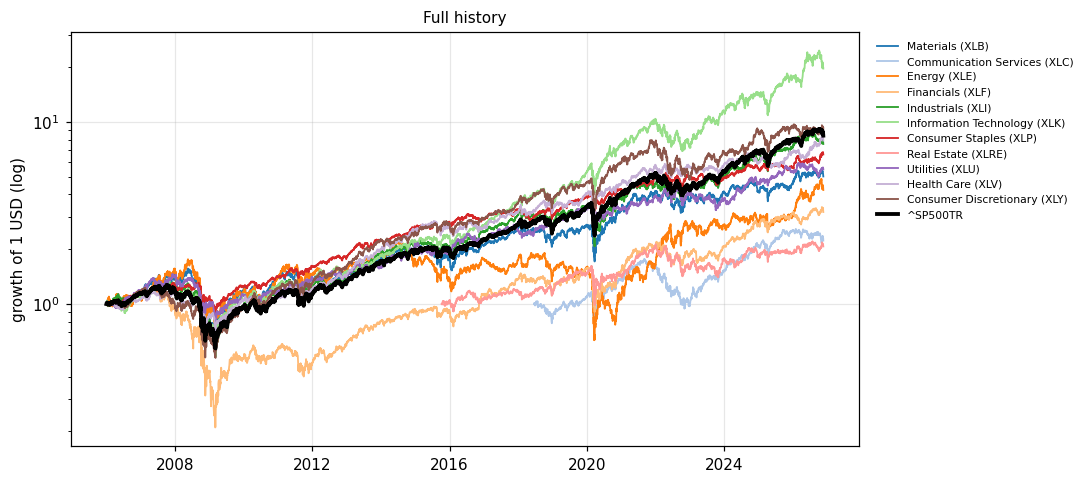 Full history
growth of 1 USD (log)
10¹
10⁰
2008
2012
2016
2020
2024
Materials (XLB)
Communication Services (XLC)
Energy (XLE)
Financials (XLF)
Industrials (XLI)
Information Technology (XLK)
Consumer Staples (XLP)
Real Estate (XLRE)
Utilities (XLU)
Health Care (XLV)
Consumer Discretionary (XLY)
^SP500TR